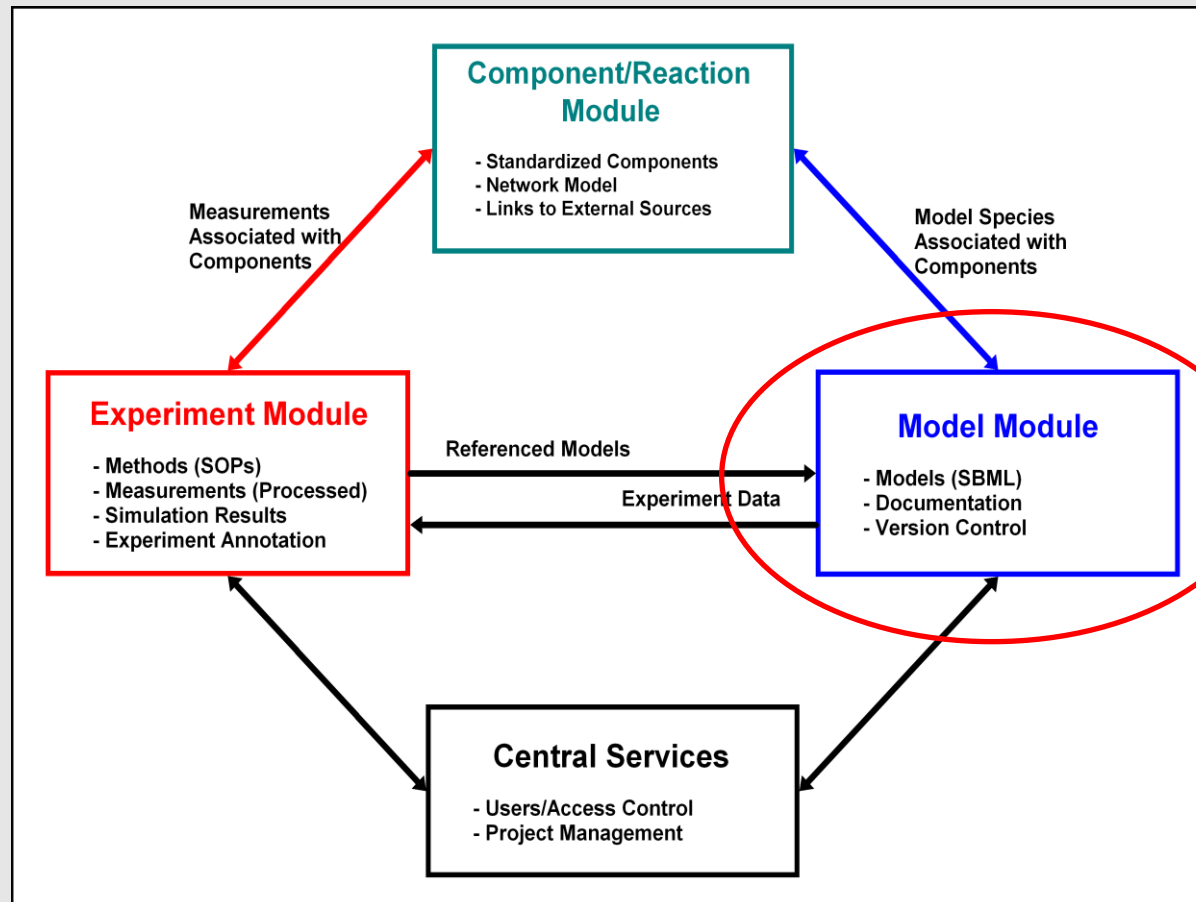 Component/Reaction
Module
- Standardized Components
- Network Model
- Links to External Sources
Measurements
Associated with
Components
Model Species
Associated with
Components
Experiment Module
- Methods (SOPs)
- Measurements (Processed)
- Simulation Results
- Experiment Annotation
Referenced Models
Experiment Data
Model Module
- Models (SBML)
- Documentation
- Version Control
Central Services
- Users/Access Control
- Project Management